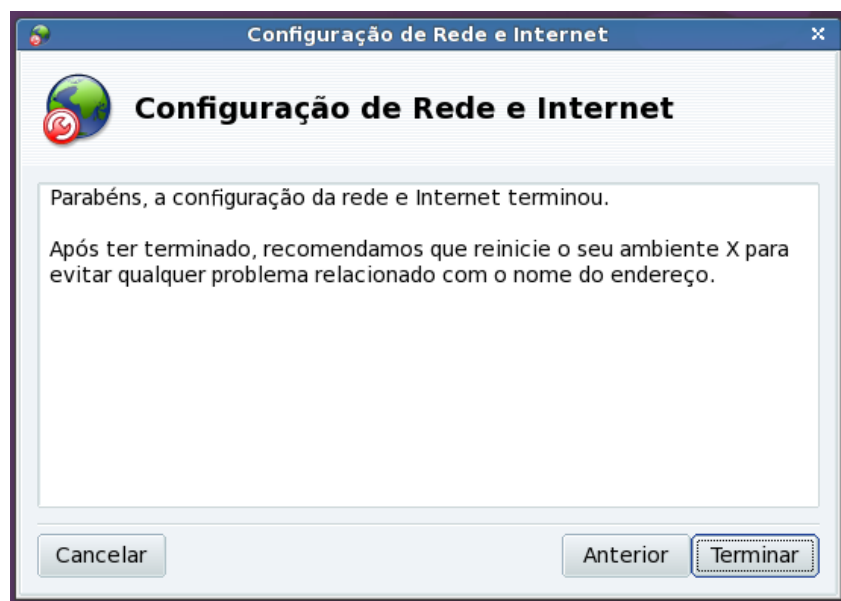 Configuração de Rede e Internet
Configuração de Rede e Internet
Parabéns, a configuração da rede e Internet terminou.
Após ter terminado, recomendamos que reinicie o seu ambiente X para
evitar qualquer problema relacionado com o nome do endereço.
Cancelar
Anterior
Terminar